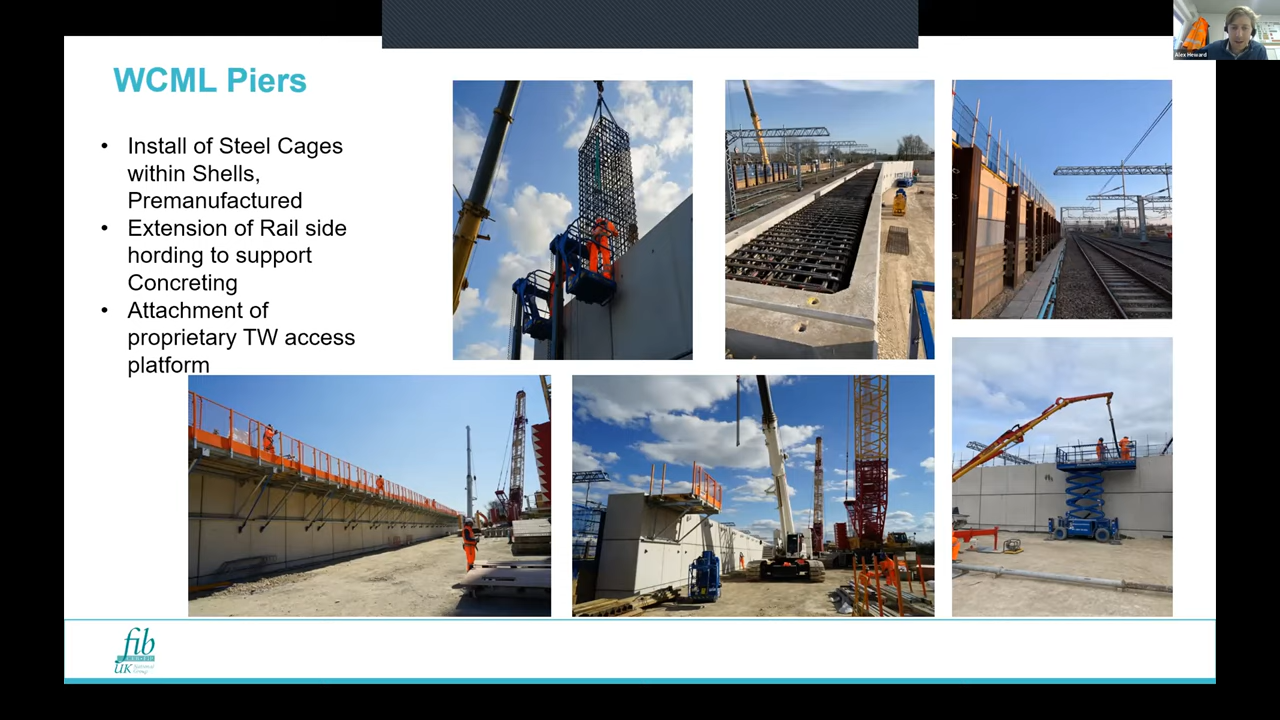 WCML Piers
• Install of Steel Cages
within Shells,
Premanufactured
• Extension of Rail side
hording to support
Concreting
• Attachment of
proprietary TW access
platform
Alex Heward
fib
UK